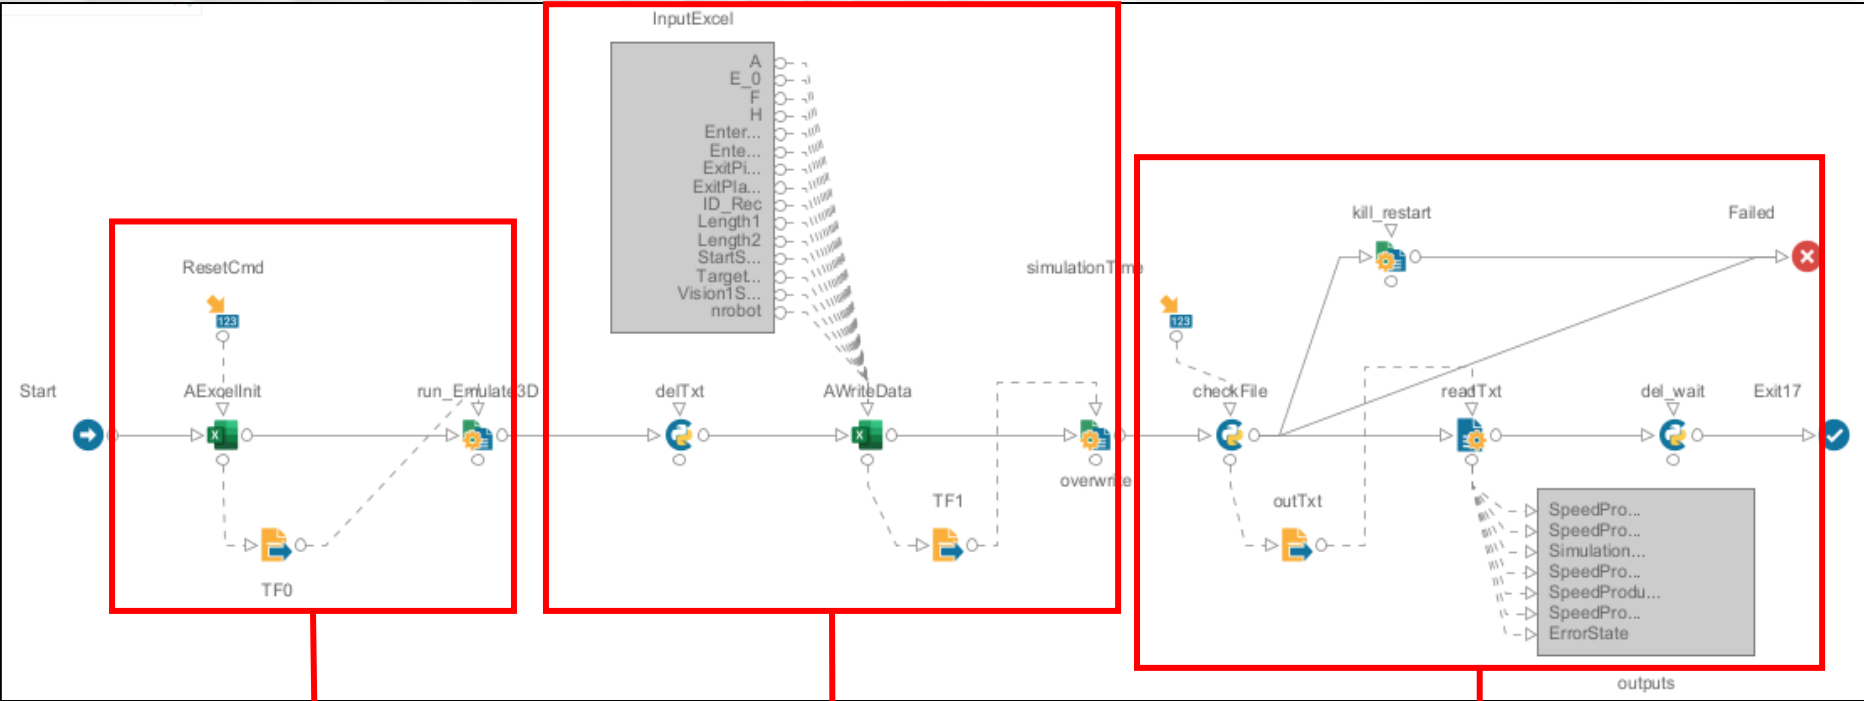 InputExcel
A
E_0
F
H
Enter...
Ente...
ExitPi...
ExitPla...
ID_Rec
Length1
Length2
StartS...
Target...
Vision1S...
nrobot
ResetCmd
123
simulationTime
123
kill_restart
Failed
Start
AExcelInit
run_Emulate3D
delTxt
AWriteData
checkFile
readTxt
del_wait
Exit17
overwrite
TF0
TF1
outTxt
SpeedPro...
SpeedPro...
Simulation...
SpeedPro...
SpeedProdu...
SpeedPro...
ErrorState
outputs